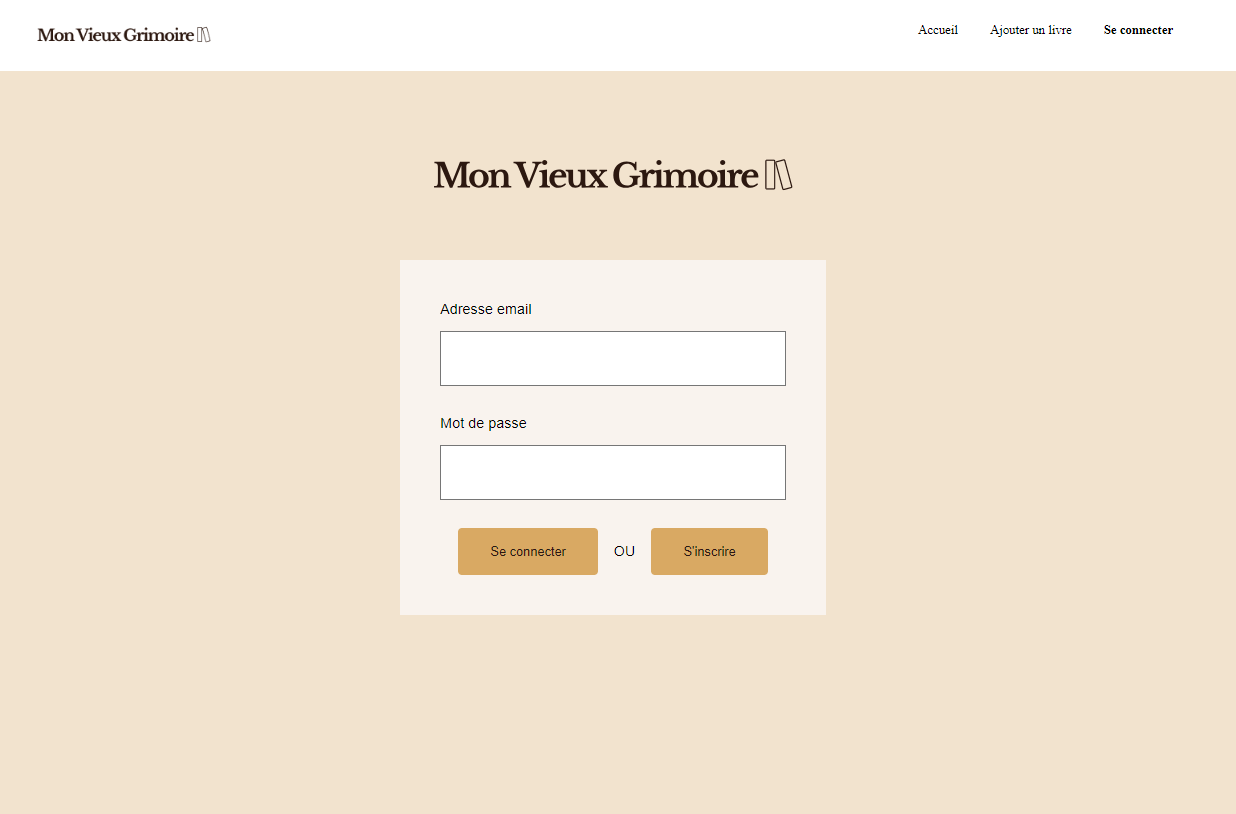 Mon Vieux Grimoire
Accueil Ajouter un livre Se connecter
Mon Vieux Grimoire
Adresse email
Mot de passe
Se connecter OU S'inscrire